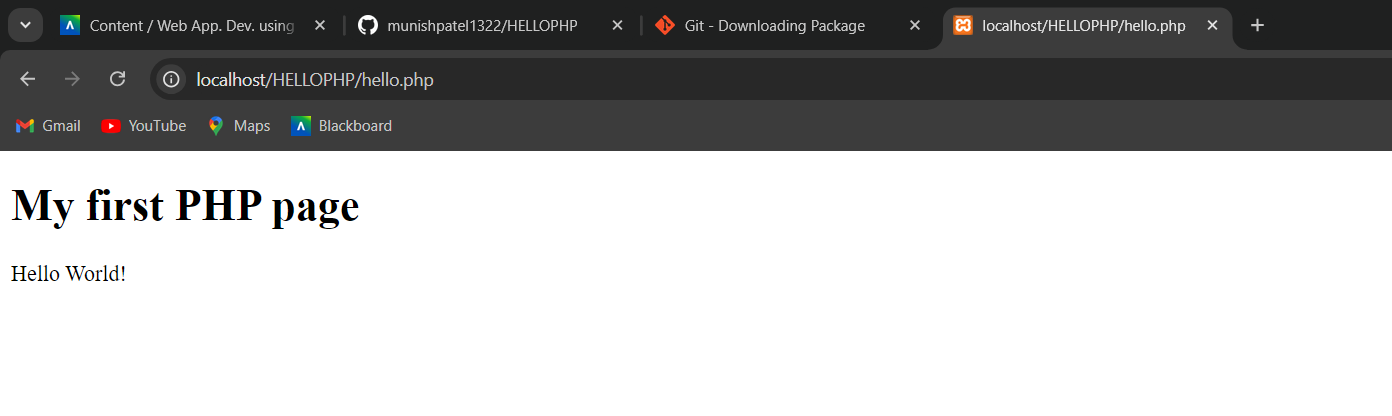 Content / Web App. Dev. using
munishpatel1322/HELLOPHP
Git - Downloading Package
localhost/HELLOPHP/hello.php
localhost/HELLOPHP/hello.php
Gmail
YouTube
Maps
Blackboard
My first PHP page
Hello World!